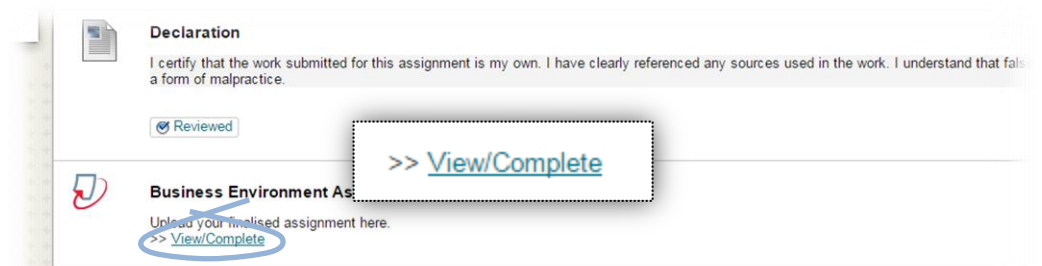 Declaration
I certify that the work submitted for this assignment is my own. I have clearly referenced any sources used in the work. I understand that
a form of malpractice.
Reviewed
>> View/Complete
Business Environment
Upload your finalised assignment here.
>> View/Complete